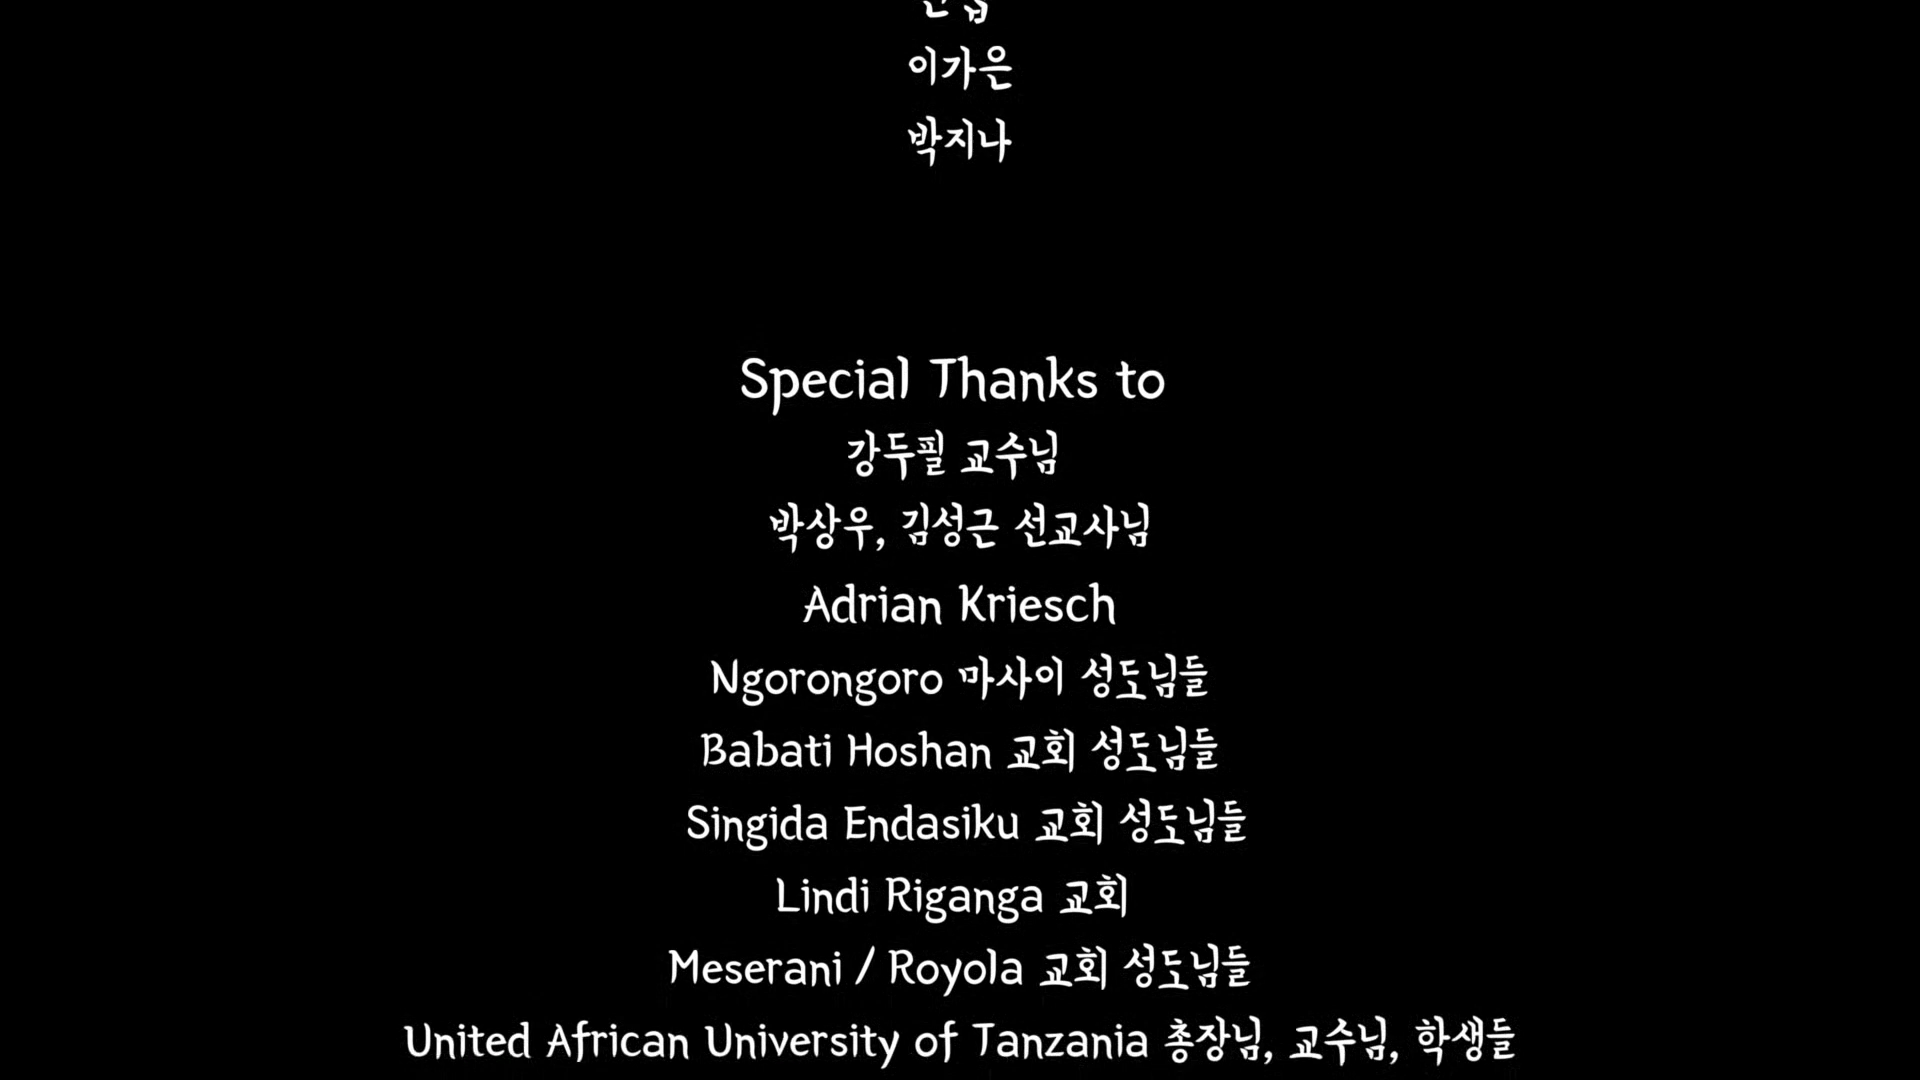 이가은
박지나
Special Thanks to
강두필 교수님
박상우, 김성근 선교사님
Adrian Kriesch
Ngorongoro 마사이 성도님들
Babati Hoshan 교회 성도님들
Singida Endasiku 교회 성도님들
Lindi Riganga 교회
Meserani / Royola 교회 성도님들
United African University of Tanzania 총장님, 교수님, 학생들